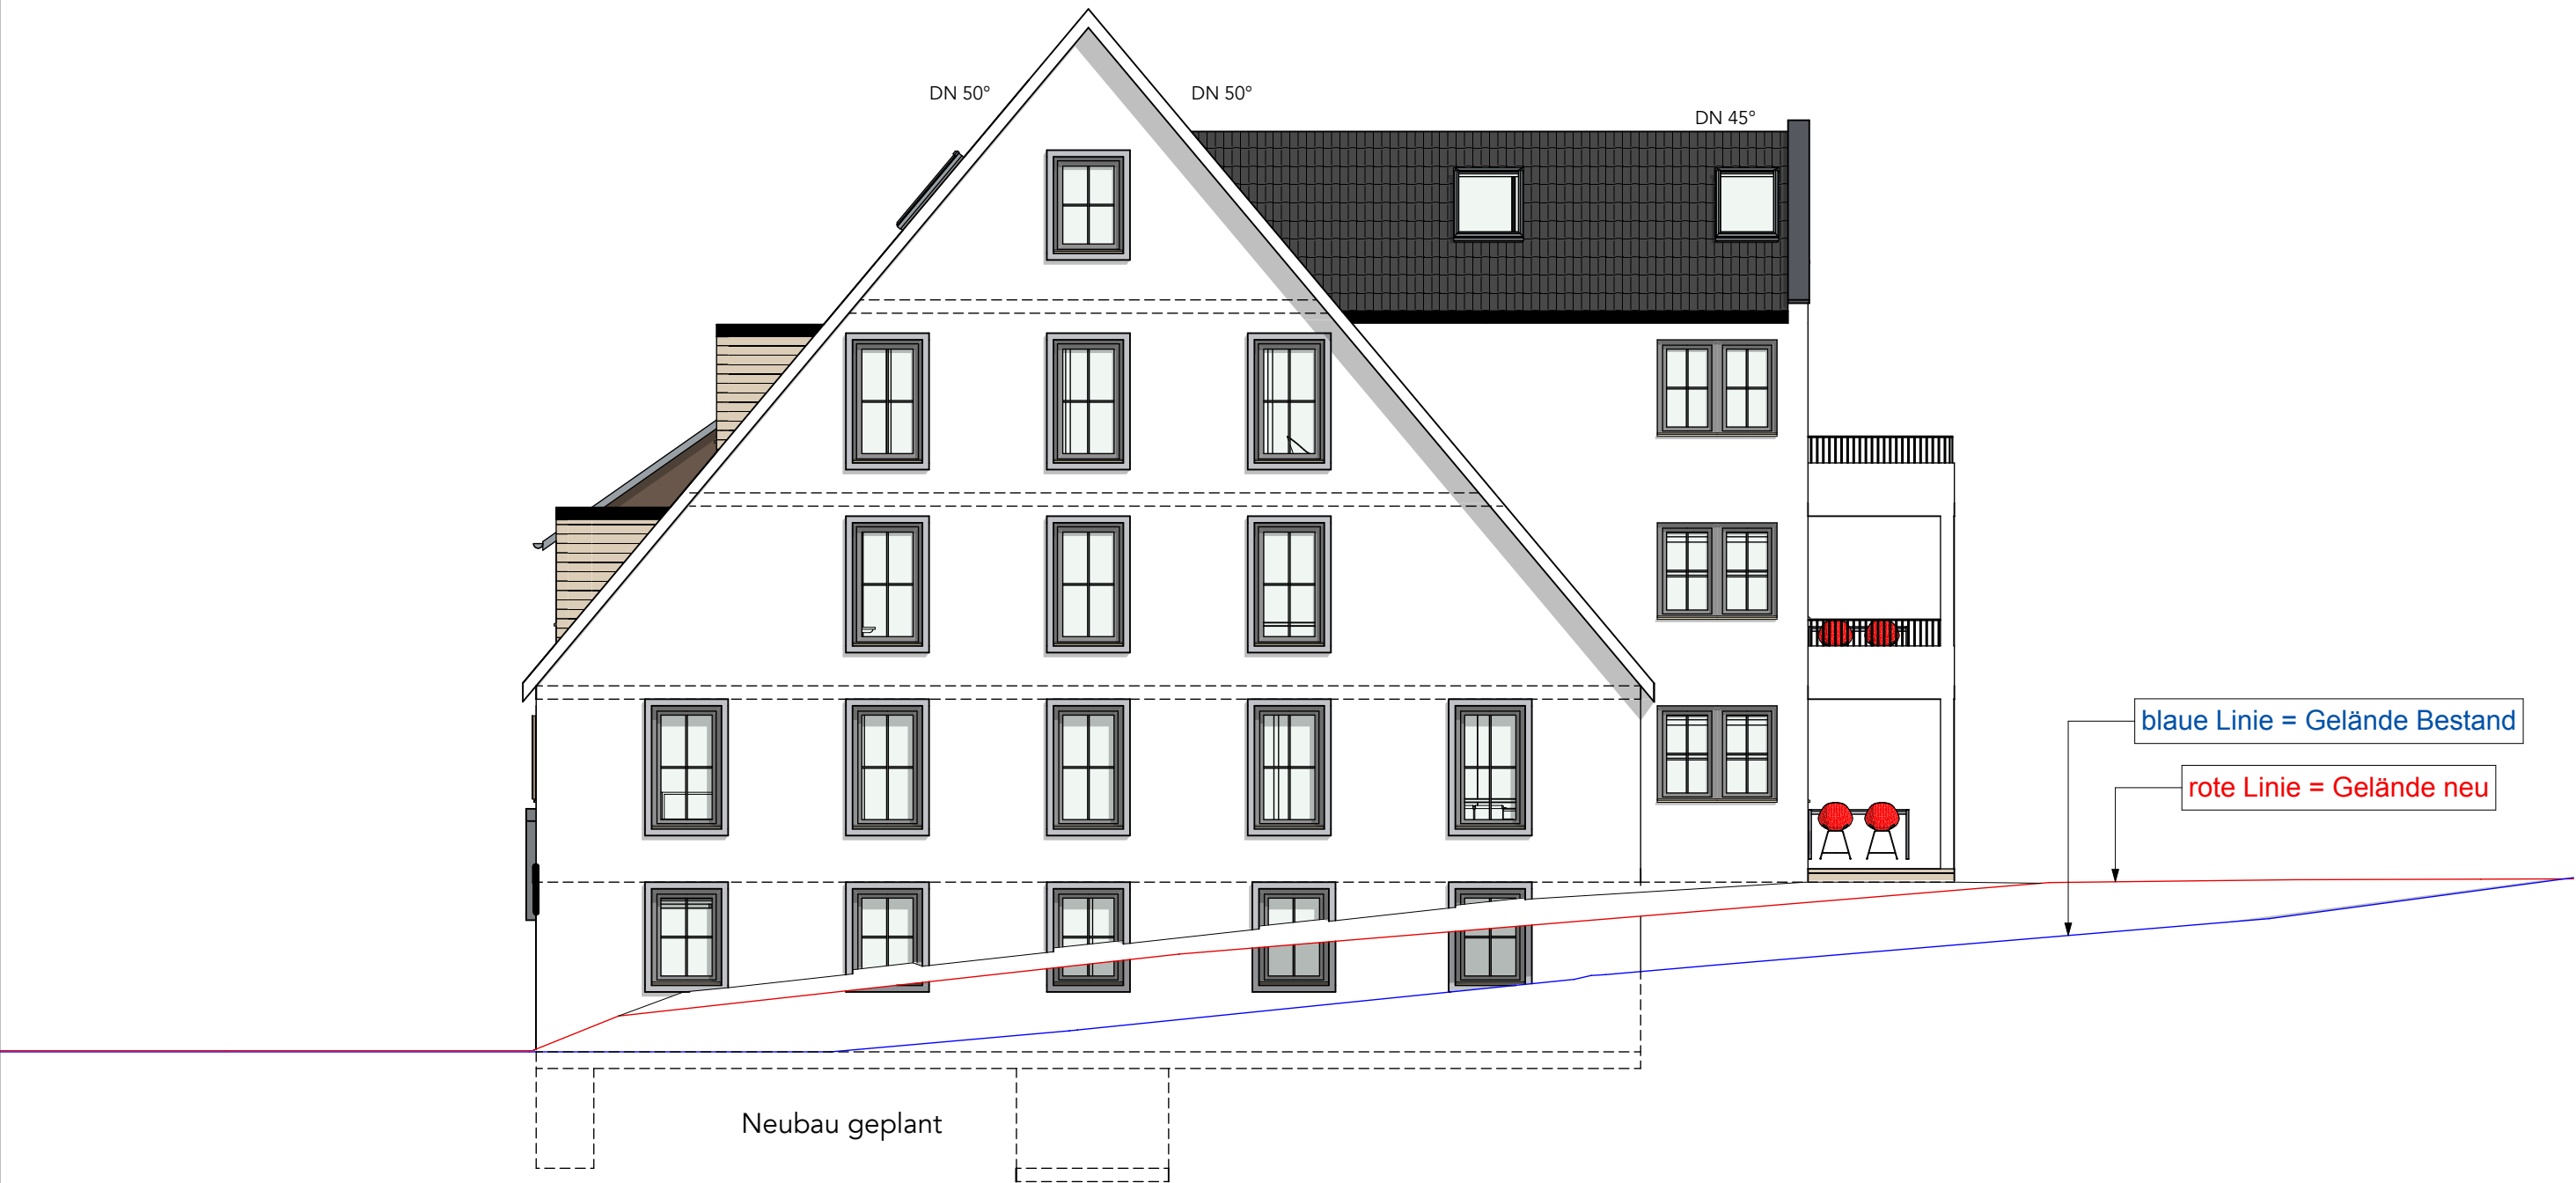 DN 50°
DN 50°
DN 45°
blaue Linie = Gelände Bestand
rote Linie = Gelände neu
Neubau geplant